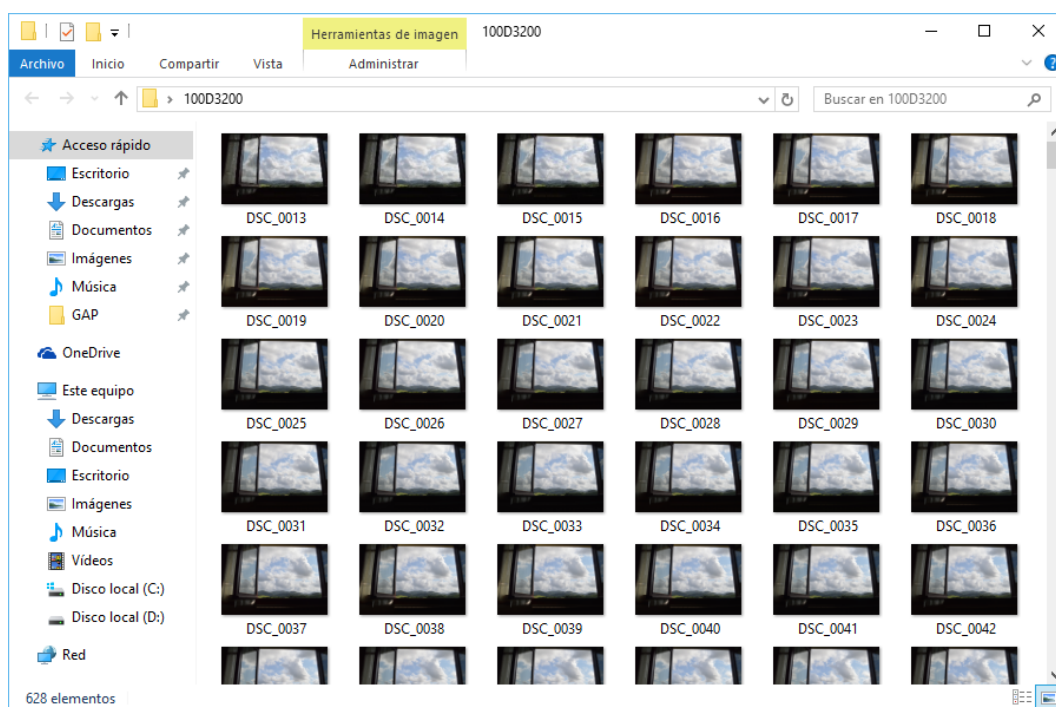 Herramientas de imagen 100D3200
Archivo Inicio Compartir Vista Administrar
100D3200 Buscar en 100D3200
Acceso rápido
Escritorio
Descargas
Documentos
Imágenes
Música
GAP
OneDrive
Este equipo
Descargas
Documentos
Escritorio
Imágenes
Música
Vídeos
Disco local (C:)
Disco local (D:)
Red
DSC_0013 DSC_0014 DSC_0015 DSC_0016 DSC_0017 DSC_0018
DSC_0019 DSC_0020 DSC_0021 DSC_0022 DSC_0023 DSC_0024
DSC_0025 DSC_0026 DSC_0027 DSC_0028 DSC_0029 DSC_0030
DSC_0031 DSC_0032 DSC_0033 DSC_0034 DSC_0035 DSC_0036
DSC_0037 DSC_0038 DSC_0039 DSC_0040 DSC_0041 DSC_0042
628 elementos